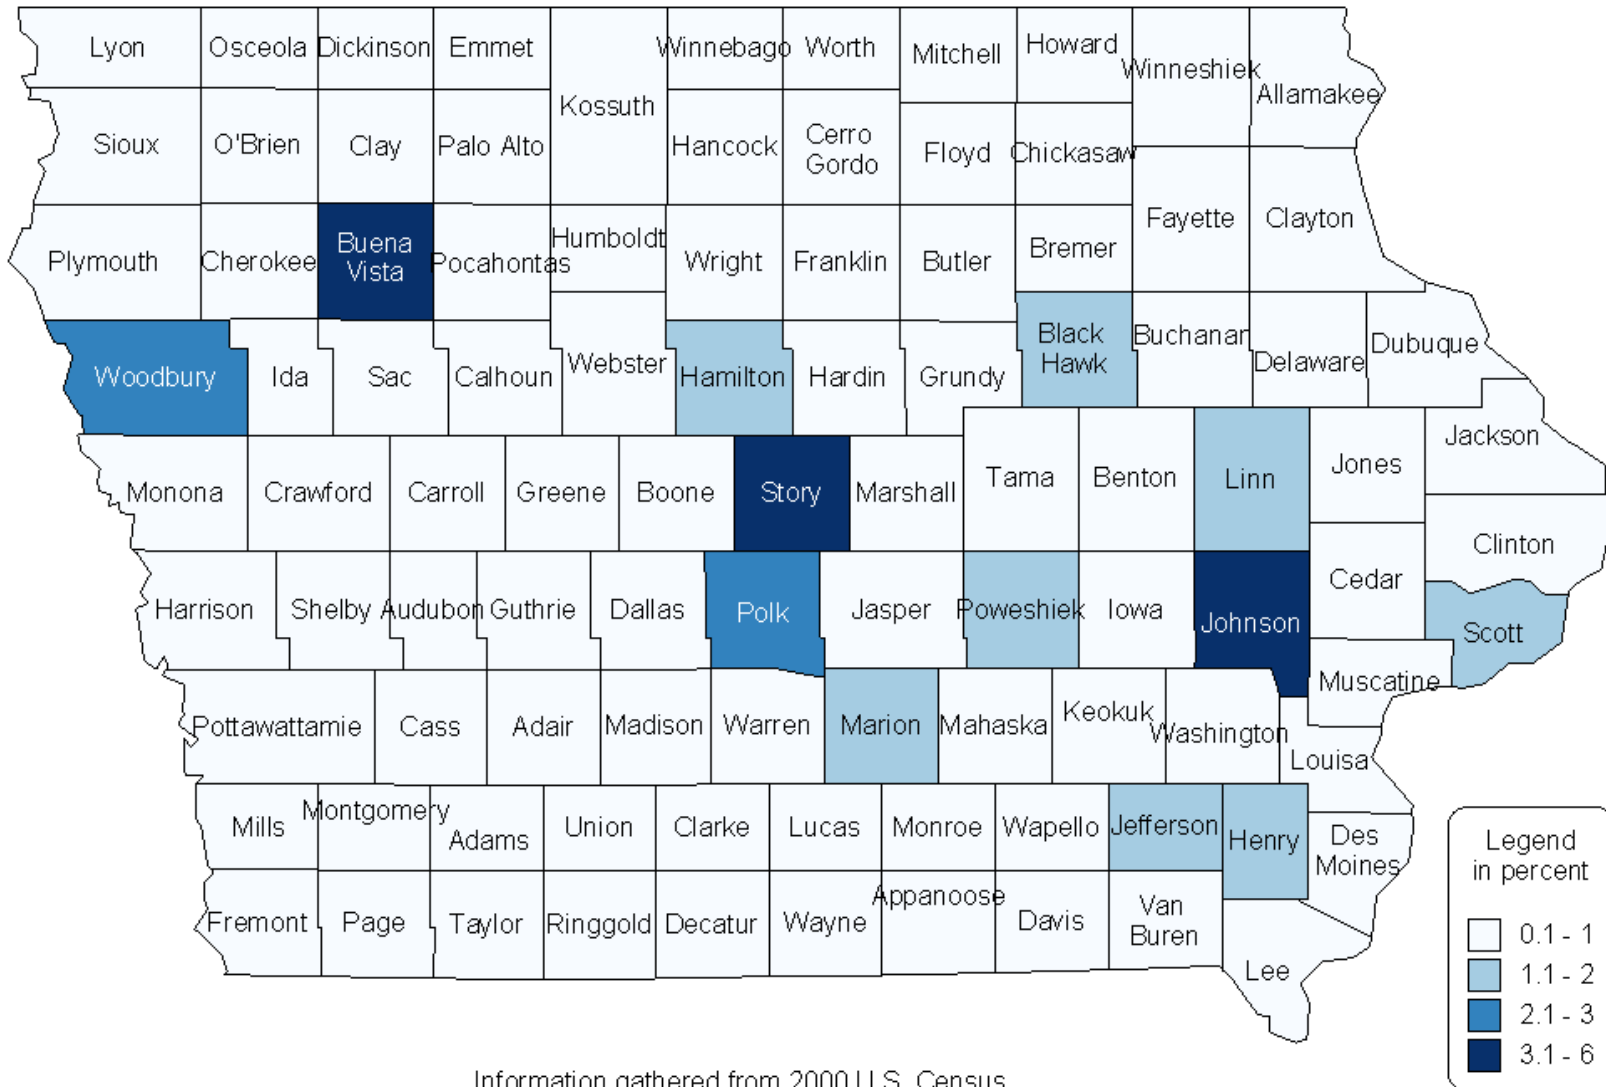 Lyon
Osceola
Dickinson
Emmet
Kossuth
Winnebago
Worth
Mitchell
Howard
Winneshiek
Allamakee
Sioux
O'Brien
Clay
Palo Alto
Hancock
Cerro
Gordo
Floyd
Chickasaw
Fayette
Clayton
Plymouth
Cherokee
Buena
Vista
Pocahontas
Humboldt
Wright
Franklin
Butler
Bremer
Woodbury
Ida
Sac
Calhoun
Webster
Hamilton
Hardin
Grundy
Black
Hawk
Buchanan
Delaware
Dubuque
Monona
Crawford
Carroll
Greene
Boone
Story
Marshall
Tama
Benton
Linn
Jones
Jackson
Clinton
Harrison
Shelby
Audubon
Guthrie
Dallas
Polk
Jasper
Poweshiek
Iowa
Johnson
Cedar
Scott
Muscatine
Pottawattamie
Cass
Adair
Madison
Warren
Marion
Mahaska
Keokuk
Washington
Louisa
Mills
Montgomery
Adams
Union
Clarke
Lucas
Monroe
Wapello
Jefferson
Henry
Des
Moines
Fremont
Page
Taylor
Ringgold
Decatur
Wayne
Appanoose
Davis
Van
Buren
Lee
Legend
in percent
0.1 - 1
1.1 - 2
2.1 - 3
3.1 - 6
Information gathered from 2000 U.S. Census